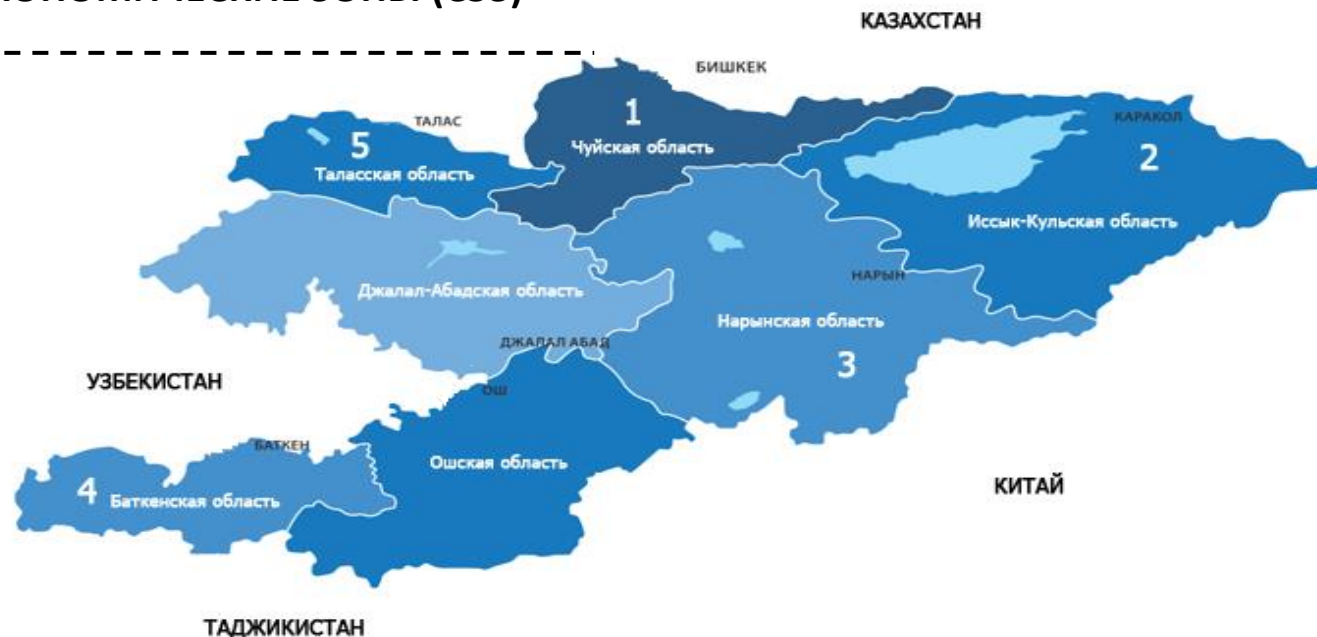 (СЭЗ)
КАЗАХСТАН
БИШКЕК
1
Чуйская область
ТАЛАС
5
Таласская область
КАРАКОЛ
2
Иссык-Кульская область
НАРЫН
Джалал-Абадская область
Нарынская область
3
ДЖАЛАЛ АБАД
УЗБЕКИСТАН
ОШ
БАТКЕН
Ошская область
4
Баткенская область
КИТАЙ
ТАДЖИКИСТАН